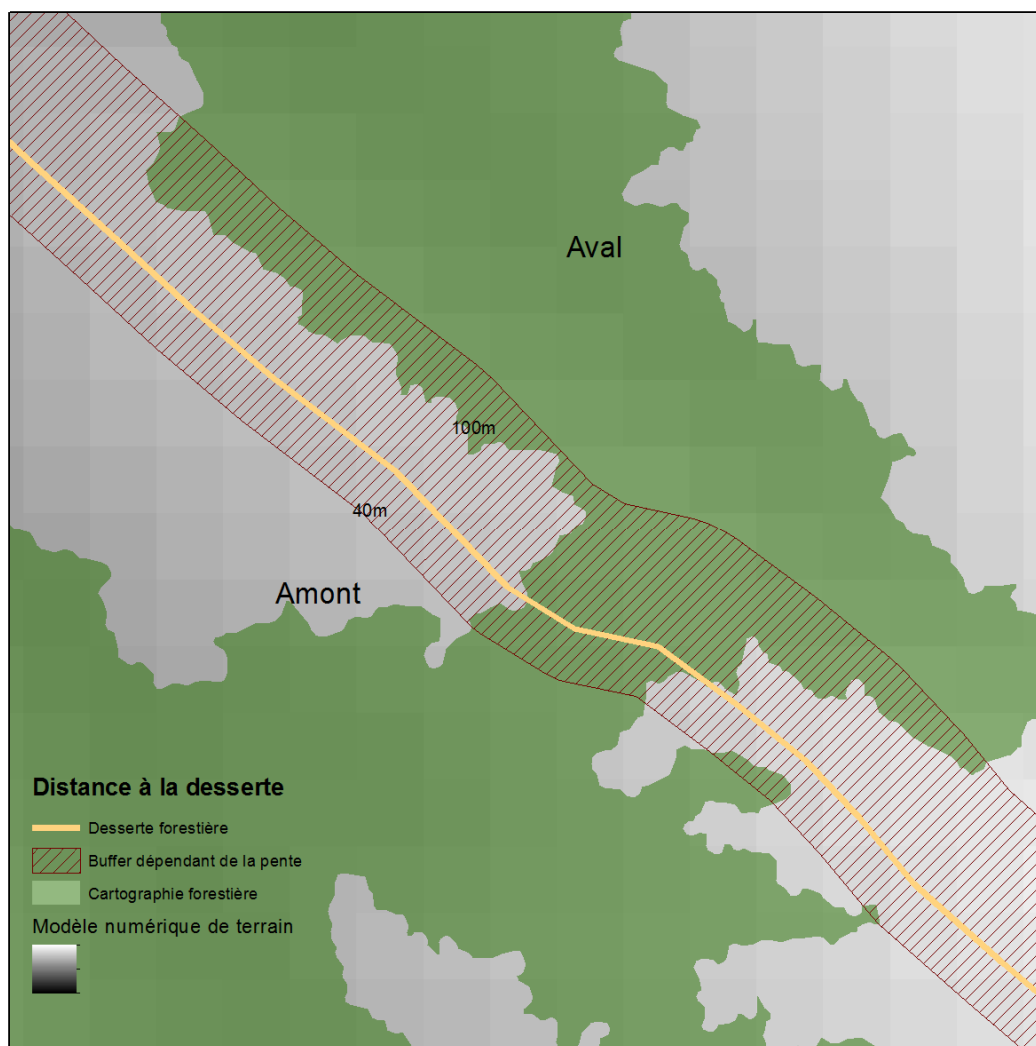 Aval
100m
40m
Amont
Distance à la desserte
Desserte forestière
Buffer dépendant de la pente
Cartographie forestière
Modèle numérique de terrain